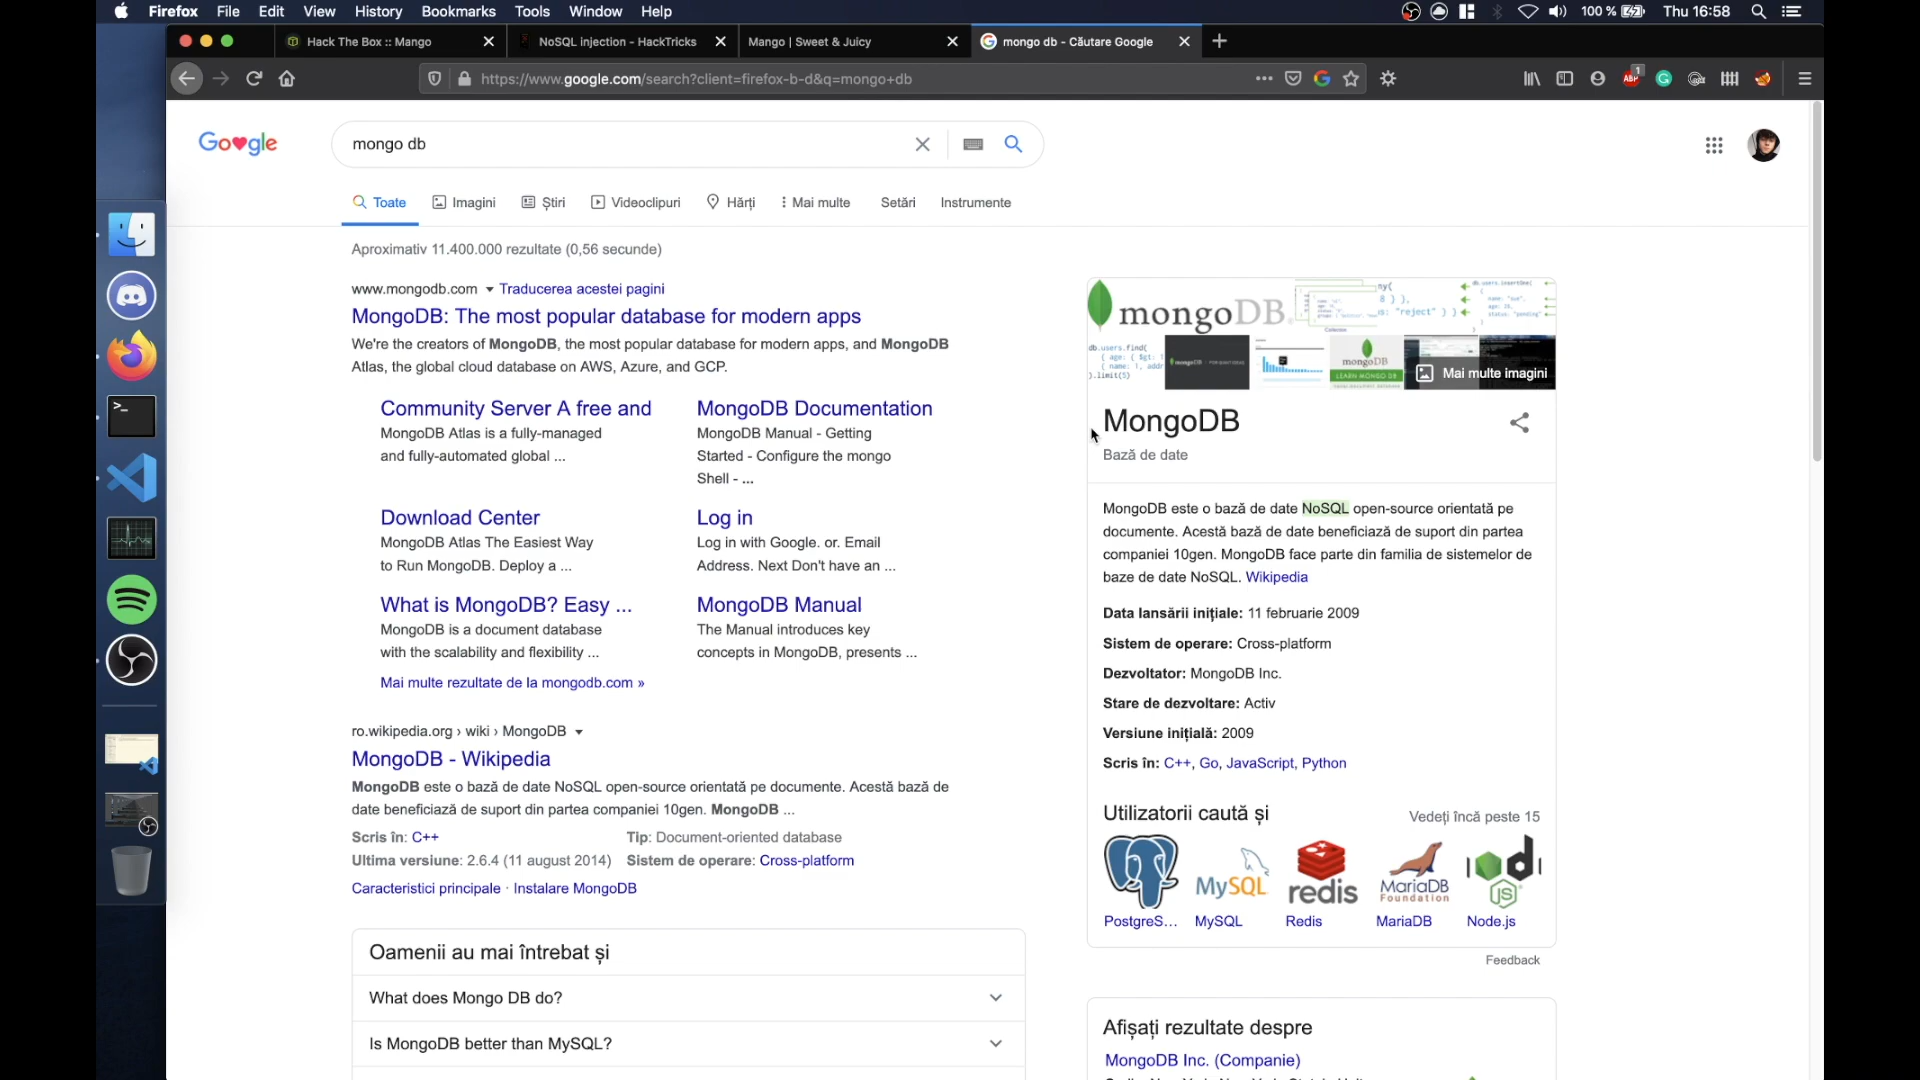 Firefox File Edit View History Bookmarks Tools Window Help 100 % Thu 16:58
Hack The Box :: Mango
NoSQL injection - HackTricks
Mango | Sweet & Juicy
mongo db - Căutare Google
https://www.google.com/search?client=firefox-b-d&q=mongo+db
ABP 1
mongo db
Toate Imagini Știri Videoclipuri Hărți Mai multe Setări Instrumente
Aproximativ 11.400.000 rezultate (0,56 secunde)
www.mongodb.com Traducerea acestei pagini
MongoDB: The most popular database for modern apps
We're the creators of MongoDB, the most popular database for modern apps, and MongoDB
Atlas, the global cloud database on AWS, Azure, and GCP.
Community Server A free and
MongoDB Atlas is a fully-managed
and fully-automated global ...
MongoDB Documentation
MongoDB Manual - Getting
Started - Configure the mongo
Shell - ...
Download Center
MongoDB Atlas The Easiest Way
to Run MongoDB. Deploy a ...
Log in
Log in with Google. or. Email
Address. Next Don't have an ...
What is MongoDB? Easy ...
MongoDB is a document database
with the scalability and flexibility ...
MongoDB Manual
The Manual introduces key
concepts in MongoDB, presents ...
Mai multe rezultate de la mongodb.com »
ro.wikipedia.org › wiki › MongoDB
MongoDB - Wikipedia
MongoDB este o bază de date NoSQL open-source orientată pe documente. Acestă bază de
date beneficiază de suport din partea companiei 10gen. MongoDB ...
Scris în: C++ Tip: Document-oriented database
Ultima versiune: 2.6.4 (11 august 2014) Sistem de operare: Cross-platform
Caracteristici principale · Instalare MongoDB
Oamenii au mai întrebat și
What does Mongo DB do?
Is MongoDB better than MySQL?
mongoDB.
db.users.find(
.limit(5)
mongoDB
LEARN MONGO DB
Mai multe imagini
MongoDB
Bază de date
MongoDB este o bază de date NoSQL open-source orientată pe
documente. Acestă bază de date beneficiază de suport din partea
companiei 10gen. MongoDB face parte din familia de sistemelor de
baze de date NoSQL. Wikipedia
Data lansării inițiale: 11 februarie 2009
Sistem de operare: Cross-platform
Dezvoltator: MongoDB Inc.
Stare de dezvoltare: Activ
Versiune inițială: 2009
Scris în: C++, Go, JavaScript, Python
Utilizatorii caută și
Vedeți încă peste 15
MySQL
redis
MariaDB
Foundation
PostgreS... MySQL Redis MariaDB Node.js
Feedback
Afișați rezultate despre
MongoDB Inc. (Companie)